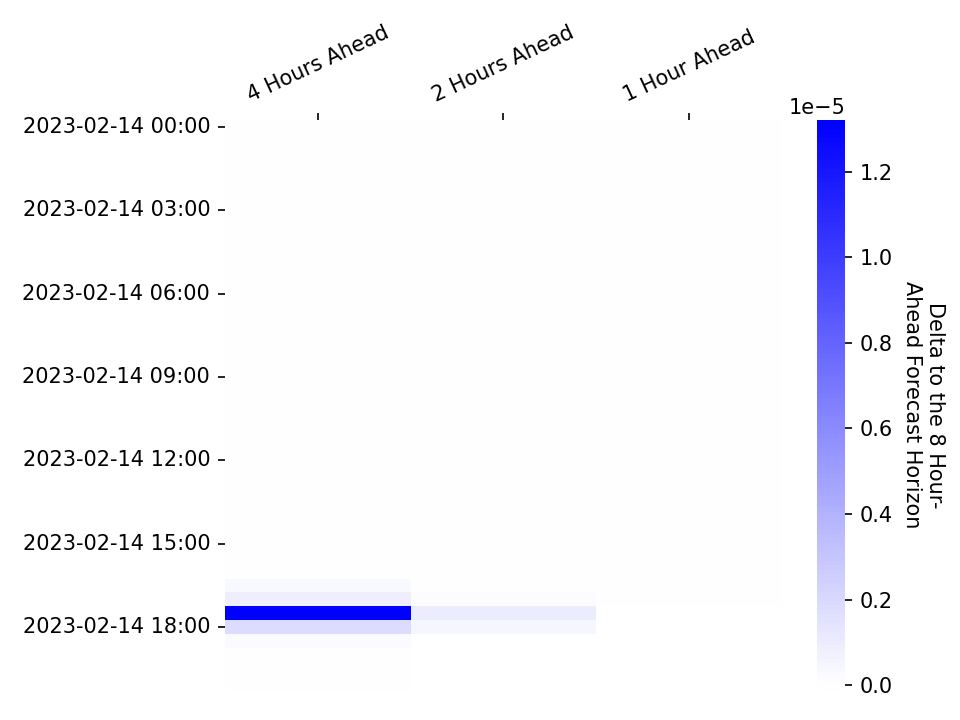 4 Hours Ahead
2 Hours Ahead
1 Hour Ahead
1e−5
2023-02-14 00:00
2023-02-14 03:00
2023-02-14 06:00
2023-02-14 09:00
2023-02-14 12:00
2023-02-14 15:00
2023-02-14 18:00
1.2
1.0
0.8
0.6
0.4
0.2
0.0
Delta to the 8 Hour-
Ahead Forecast Horizon